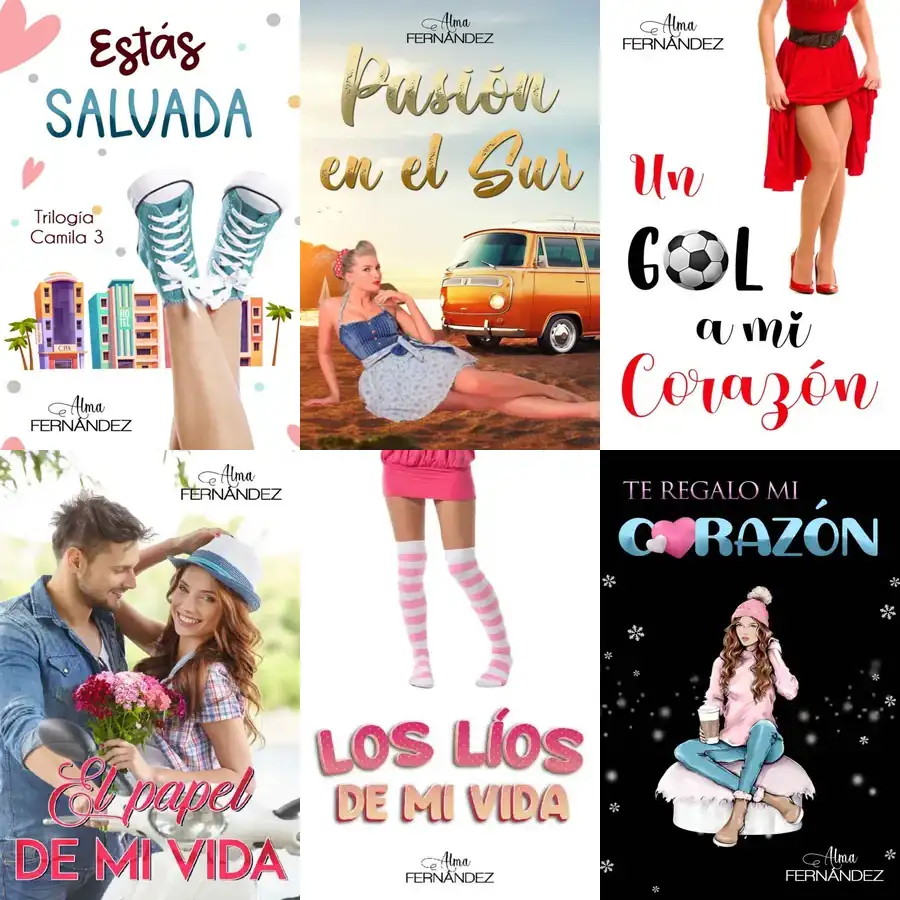 Estás
SALVADA
Trilogía
Camila 3
CPA
HOTEL
Alma
FERNÁNDEZ
Alma
FERNÁNDEZ
Pasión
en el Sur
Alma
FERNÁNDEZ
Un
GOL
a mi
Corazón
Alma
FERNÁNDEZ
El papel
DE MI VIDA
LOS LÍOS
DE MI VIDA
Alma
FERNÁNDEZ
TE REGALO MI
CORAZÓN
Alma
FERNÁNDEZ